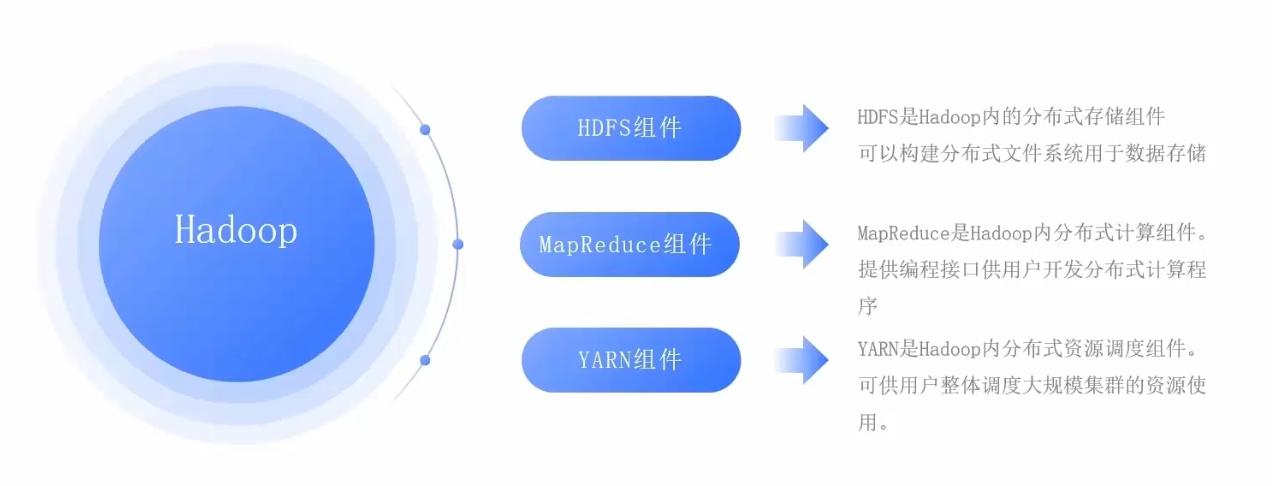 Hadoop
HDFS组件
HDFS是Hadoop内的分布式存储组件
可以构建分布式文件系统用于数据存储
MapReduce组件
MapReduce是Hadoop内分布式计算组件。
提供编程接口供用户开发分布式计算程
序
YARN组件
YARN是Hadoop内分布式资源调度组件。
可供用户整体调度大规模集群的资源使
用。